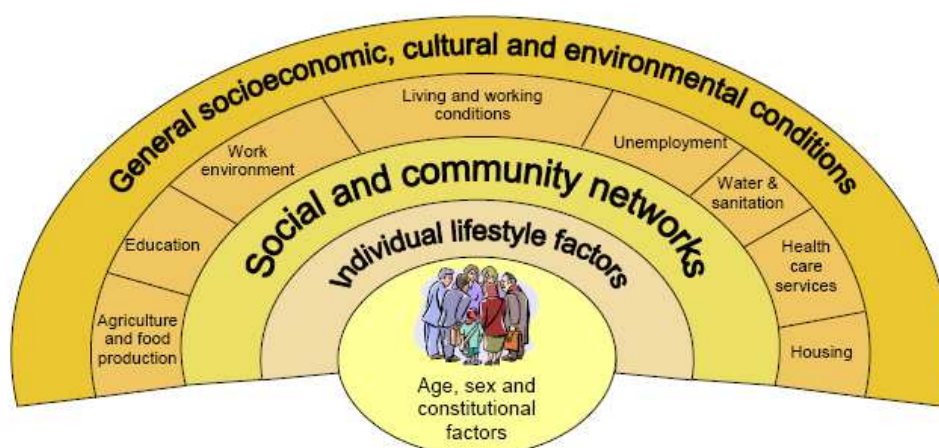 General socioeconomic, cultural and environmental conditions
Living and working
conditions
Work
environment
Unemployment
Education
Water &
sanitation
Agriculture
and food
production
Health
care
services
Housing
Social and community networks
Individual lifestyle factors
Age, sex and
constitutional
factors